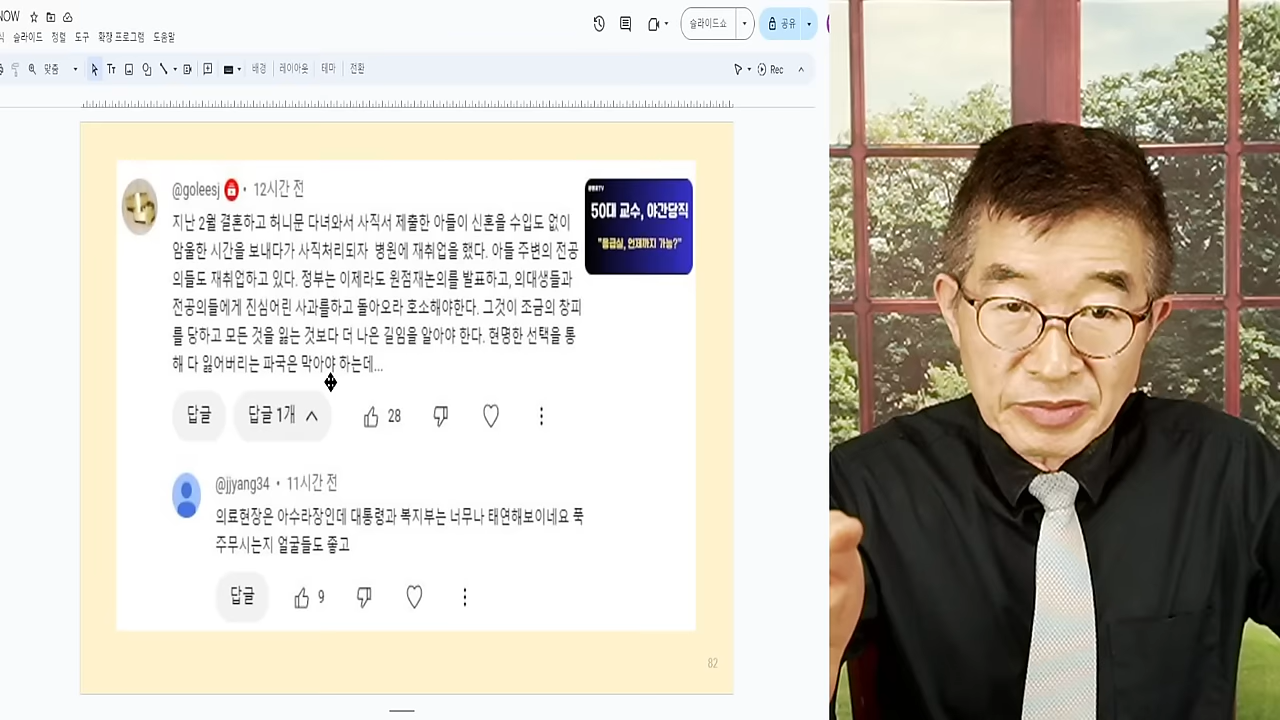 NOW
슬라이드 정렬 도구 확장 프로그램 도움말
슬라이드쇼
공유
맞춤
Tr
배경 레이아웃 테마 전환
Rec
@goleesj · 12시간 전
지난 2월 결혼하고 허니문 다녀와서 사직서 제출한 아들이 신혼을 수입도 없이
암울한 시간을 보내다가 사직처리되자 병원에 재취업을 했다. 아들 주변의 전공
의들도 재취업하고 있다. 정부는 이제라도 원점재논의를 발표하고, 의대생들과
전공의들에게 진심어린 사과를하고 돌아오라 호소해야한다. 그것이 조금의 창피
를 당하고 모든 것을 잃는 것보다 더 나은 길임을 알아야 한다. 현명한 선택을 통
해 다 잃어버리는 과국은 막아야 하는데...
50대 교수, 야간당직
"응급실, 언제까지 가능?"
답글
답글 1개
28
@jjyang34 · 11시간 전
의료현장은 아수라장인데 대통령과 복지부는 너무나 태연해보이네요 푹
주무시는지 얼굴들도 좋고
답글
9
82